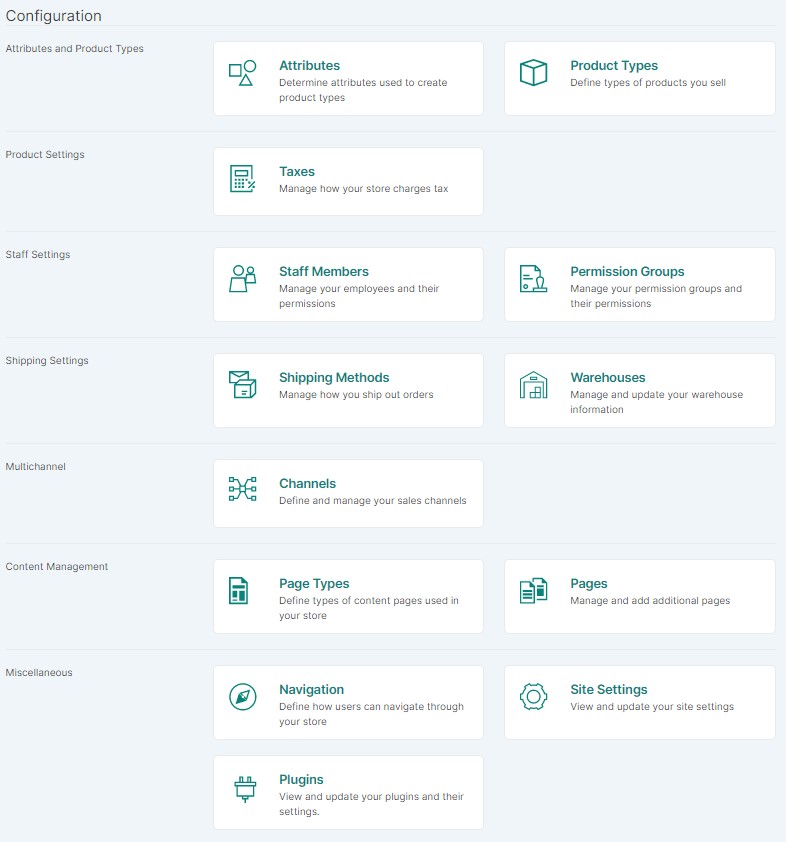 Configuration
Attributes and Product Types
Attributes
Determine attributes used to create
product types
Product Types
Define types of products you sell
Product Settings
Taxes
Manage how your store charges tax
Staff Settings
Staff Members
Manage your employees and their
permissions
Permission Groups
Manage your permission groups and
their permissions
Shipping Settings
Shipping Methods
Manage how you ship out orders
Warehouses
Manage and update your warehouse
information
Multichannel
Channels
Define and manage your sales channels
Content Management
Page Types
Define types of content pages used in
your store
Pages
Manage and add additional pages
Miscellaneous
Navigation
Define how users can navigate through
your store
Site Settings
View and update your site settings
Plugins
View and update your plugins and their
settings.